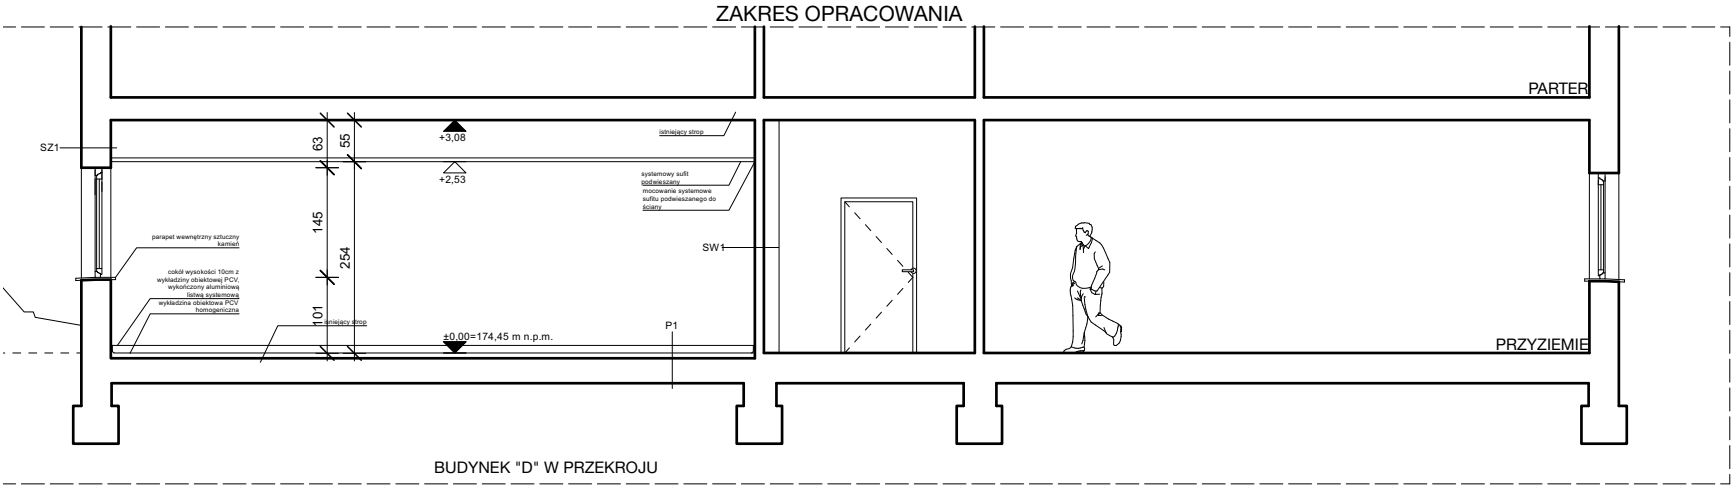 ZAKRES OPRACOWANIA
PARTER
63
55
+3,08
istniejący strop
SZ1
+2,53
systemowy sufit
podwieszany
mocowanie systemowe
sufitu podwieszanego do
ściany
145
254
SW1
parapet wewnętrzny sztuczny
kamień
cokół wysokości 10cm z
wykładziny obiektowej PCV,
wykończony aluminiową
listwą systemową
wykładzina obiektowa PCV
homogeniczna
101
istniejący strop
±0,00=174,45 m n.p.m.
P1
PRZYZIEMIE
BUDYNEK "D" W PRZEKROJU